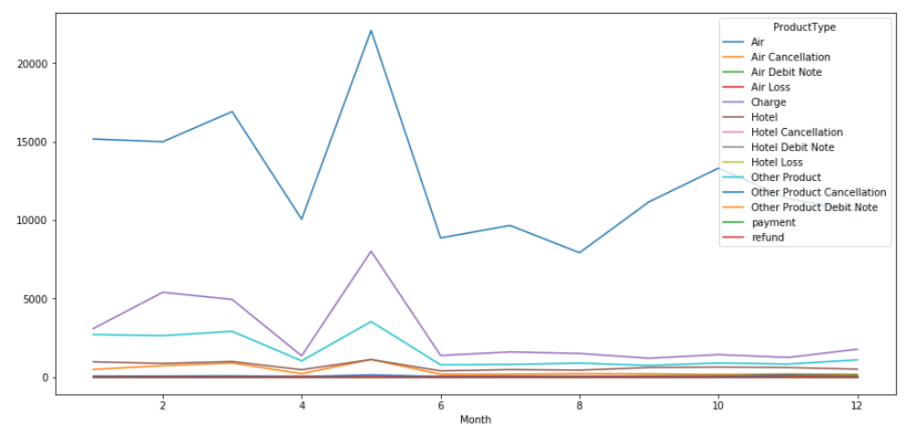 ProductType
Air
Air Cancellation
Air Debit Note
Air Loss
Charge
Hotel
Hotel Cancellation
Hotel Debit Note
Hotel Loss
Other Product
Other Product Cancellation
Other Product Debit Note
payment
refund
20000
15000
10000
5000
0
2 4 6 8 10 12
Month